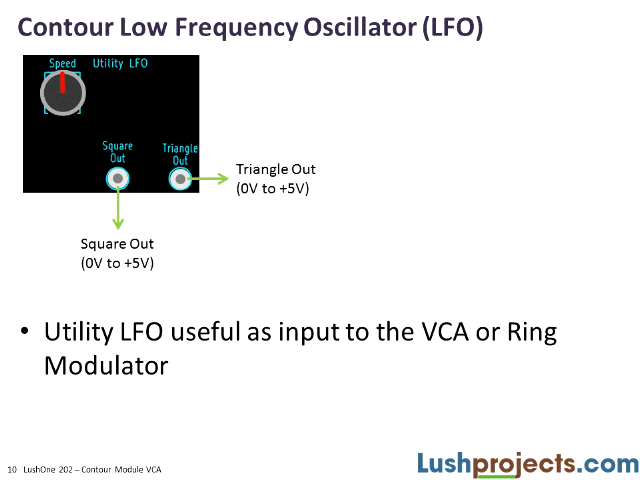 Contour Low Frequency Oscillator (LFO)
Speed Utility LFO
Square
Out
Triangle
Out
Triangle Out
(0V to +5V)
Square Out
(0V to +5V)
• Utility LFO useful as input to the VCA or Ring
Modulator
10 LushOne 202 – Contour Module VCA
Lushprojects.com